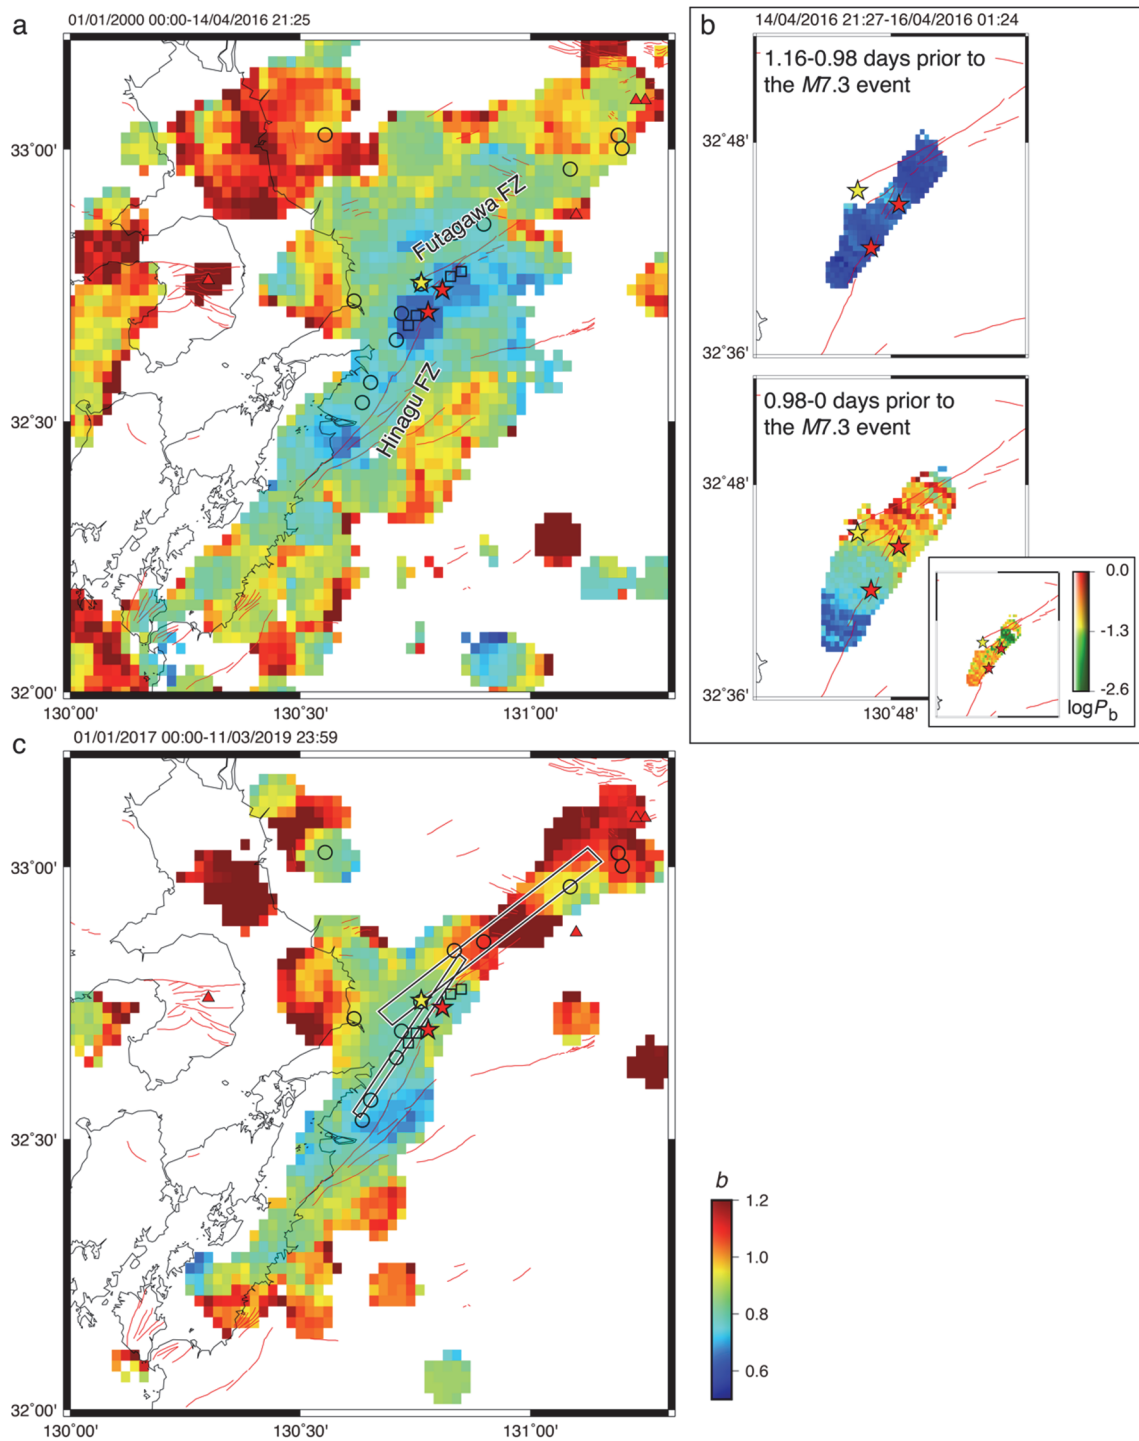 a
01/01/2000 00:00-14/04/2016 21:25
33˚00'
32˚30'
32˚00'
130˚00'
130˚30'
131˚00'
Futagawa FZ
Hinagu FZ
b
14/04/2016 21:27-16/04/2016 01:24
1.16-0.98 days prior to
the M7.3 event
32˚48'
32˚36'
0.98-0 days prior to
the M7.3 event
32˚48'
32˚36'
130˚48'
0.0
-1.3
-2.6
logPb
c
01/01/2017 00:00-11/03/2019 23:59
33˚00'
32˚30'
32˚00'
130˚00'
130˚30'
131˚00'
b
1.2
1.0
0.8
0.6